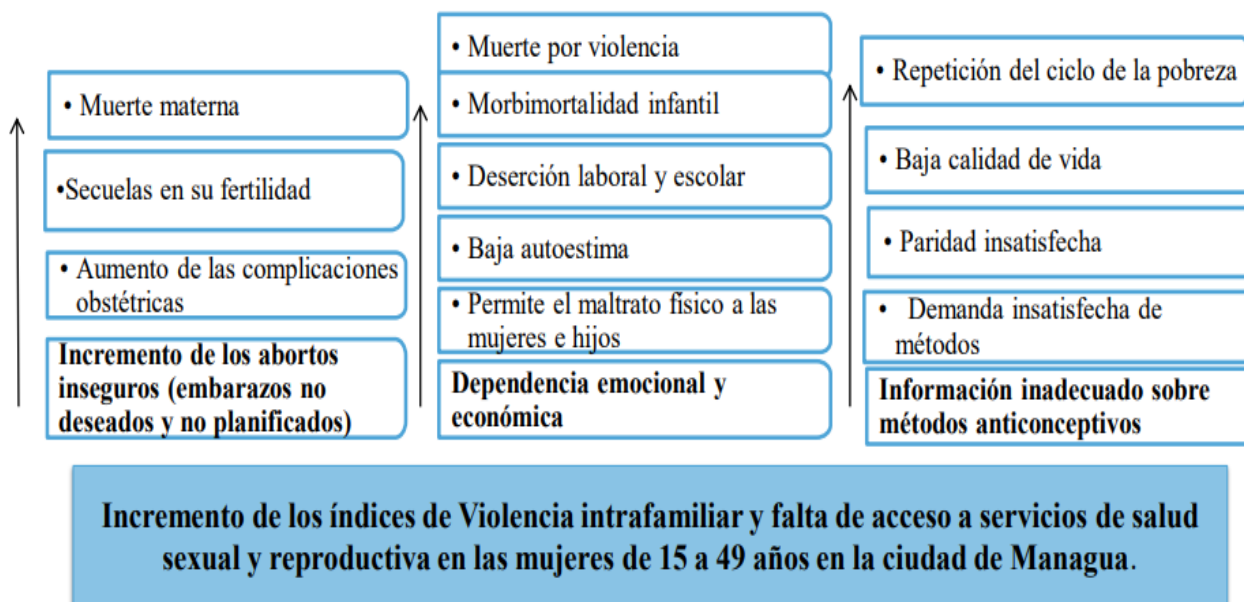 • Muerte materna
•Secuelas en su fertilidad
• Aumento de las complicaciones
obstétricas
Incremento de los abortos
inseguros (embarazos no
deseados y no planificados)
• Muerte por violencia
• Morbimortalidad infantil
• Deserción laboral y escolar
• Baja autoestima
• Permite el maltrato físico a las
mujeres e hijos
Dependencia emocional y
económica
• Repetición del ciclo de la pobreza
• Baja calidad de vida
• Paridad insatisfecha
• Demanda insatisfecha de
métodos
Información inadecuado sobre
métodos anticonceptivos
Incremento de los índices de Violencia intrafamiliar y falta de acceso a servicios de salud
sexual y reproductiva en las mujeres de 15 a 49 años en la ciudad de Managua.